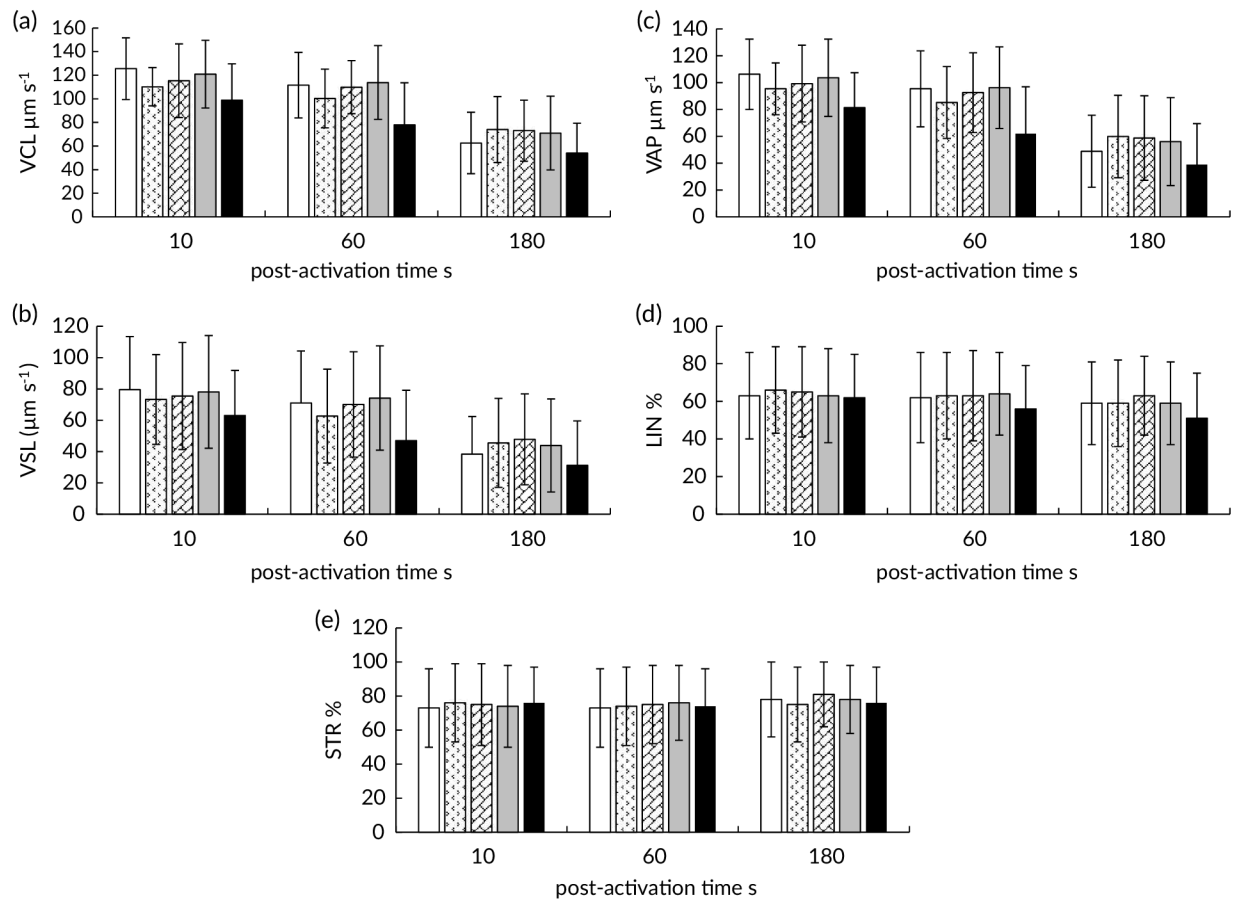 (a)
VCL µm s-1
160
140
120
100
80
60
40
20
0
10 60 180
post-activation time s
(c)
VAP µm s-1
140
120
100
80
60
40
20
0
10 60 180
post-activation time s
(b)
VSL (µm s-1)
120
100
80
60
40
20
0
10 60 180
post-activation time s
(d)
LIN %
100
80
60
40
20
0
10 60 180
post-activation time s
(e)
STR %
120
100
80
60
40
20
0
10 60 180
post-activation time s